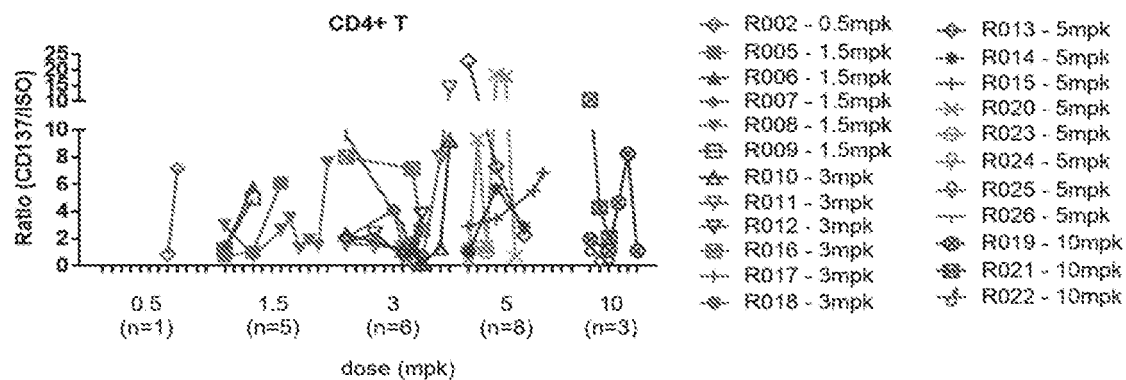 CD4+ T
Ratio (CD137/ISO)
25
20
15
10
10
8
6
4
2
0
0.5
(n=1)
1.5
(n=5)
3
(n=6)
5
(n=8)
10
(n=3)
dose (mpk)
R002 - 0.5mpk
R005 - 1.5mpk
R006 - 1.5mpk
R007 - 1.5mpk
R008 - 1.5mpk
R009 - 1.5mpk
R010 - 3mpk
R011 - 3mpk
R012 - 3mpk
R016 - 3mpk
R017 - 3mpk
R018 - 3mpk
R013 - 5mpk
R014 - 5mpk
R015 - 5mpk
R020 - 5mpk
R023 - 5mpk
R024 - 5mpk
R025 - 5mpk
R026 - 5mpk
R019 - 10mpk
R021 - 10mpk
R022 - 10mpk